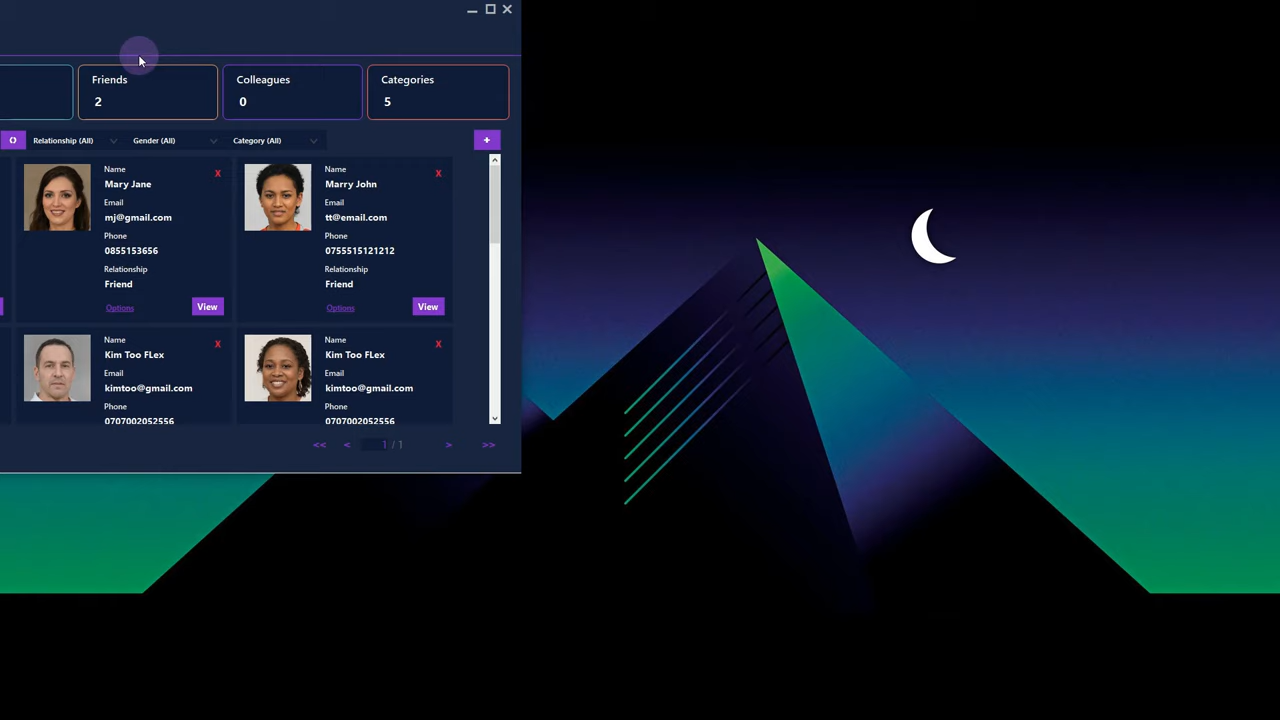 Friends
2
Colleagues
0
Categories
5
Relationship (All)
Gender (All)
Category (All)
+
Name
Mary Jane
X
Email
mj@gmail.com
Phone
0855153656
Relationship
Friend
Options
View
Name
Marry John
X
Email
tt@email.com
Phone
0755515121212
Relationship
Friend
Options
View
Name
Kim Too FLex
X
Email
kimtoo@gmail.com
Phone
0707002052556
Name
Kim Too FLex
X
Email
kimtoo@gmail.com
Phone
0707002052556
<< < 1 / 1 > >>